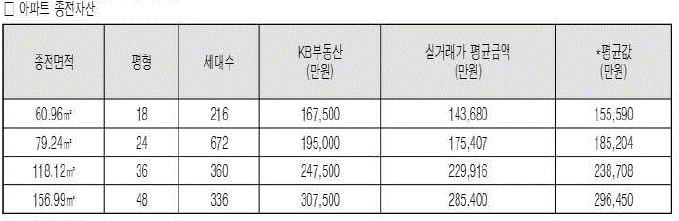 □ 아파트 종전자산
종전면적 평형 세대수 KB부동산 (만원) 실거래가 평균금액 (만원) *평균값 (만원)
60.96㎡ 18 216 167,500 143,680 155,590
79.24㎡ 24 672 195,000 175,407 185,204
118.12㎡ 36 360 247,500 229,916 238,708
156.99㎡ 48 336 307,500 285,400 296,450